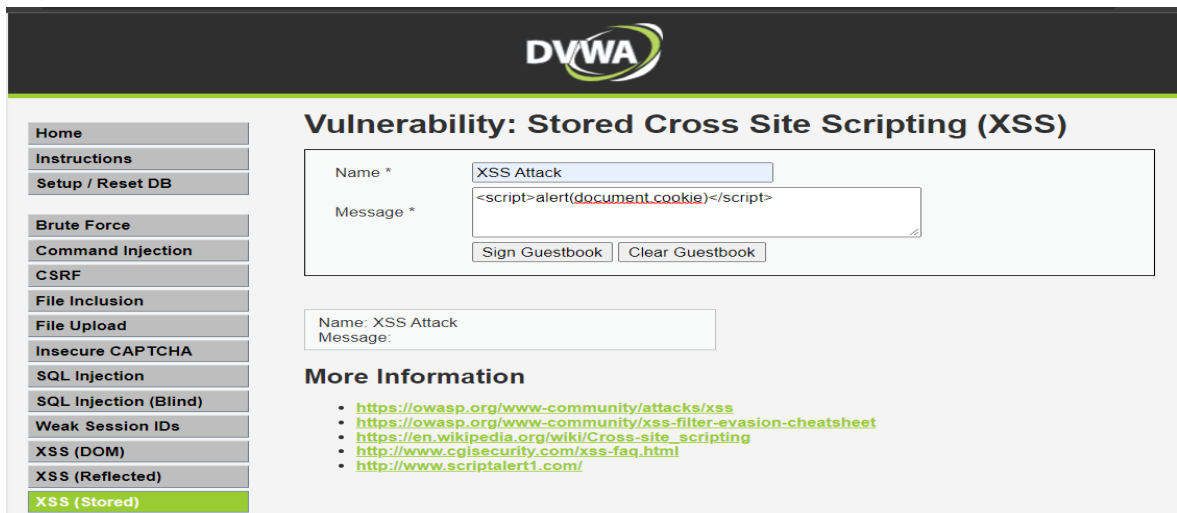 DVWA
Home
Instructions
Setup / Reset DB
Brute Force
Command Injection
CSRF
File Inclusion
File Upload
Insecure CAPTCHA
SQL Injection
SQL Injection (Blind)
Weak Session IDs
XSS (DOM)
XSS (Reflected)
XSS (Stored)
Vulnerability: Stored Cross Site Scripting (XSS)
Name * XSS Attack
Message * <script>alert(document.cookie)</script>
Sign Guestbook Clear Guestbook
Name: XSS Attack
Message:
More Information
• https://owasp.org/www-community/attacks/xss
• https://owasp.org/www-community/xss-filter-evasion-cheatsheet
• https://en.wikipedia.org/wiki/Cross-site_scripting
• http://www.cgisecurity.com/xss-faq.html
• http://www.scriptalert1.com/